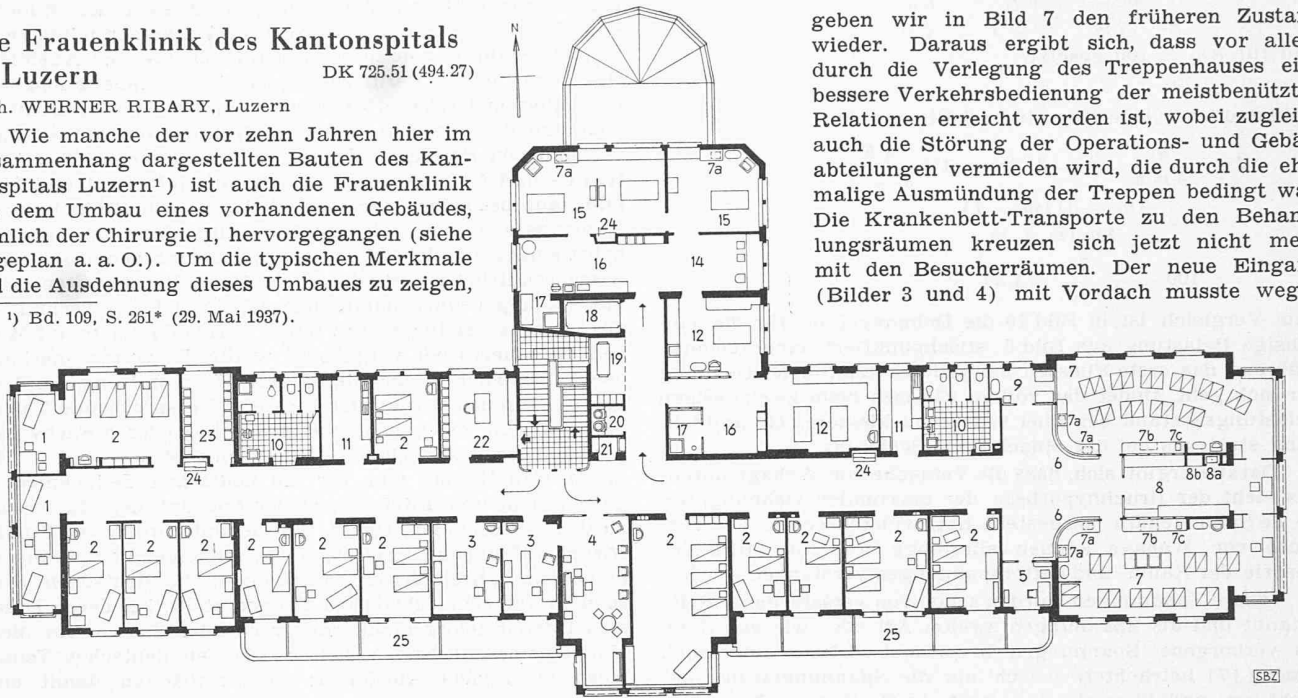 e Frauenklinik des Kantonspitals
Luzern
DK 725.51 (494.27)
h. WERNER RIBARY, Luzern
Wie manche der vor zehn Jahren hier im
sammenhang dargestellten Bauten des Kan-
spitals Luzern¹) ist auch die Frauenklinik
dem Umbau eines vorhandenen Gebäudes,
mlich der Chirurgie I, hervorgegangen (siehe
geplan a. a. O.). Um die typischen Merkmale
d die Ausdehnung dieses Umbaues zu zeigen,
¹) Bd. 109, S. 261* (29. Mai 1937).
geben wir in Bild 7 den früheren Zustan
wieder. Daraus ergibt sich, dass vor alle
durch die Verlegung des Treppenhauses ei
bessere Verkehrsbedienung der meistbenützt
Relationen erreicht worden ist, wobei zuglei
auch die Störung der Operations- und Gebä
abteilungen vermieden wird, die durch die eh
malige Ausmündung der Treppen bedingt wa
Die Krankenbett-Transporte zu den Behan
lungsräumen kreuzen sich jetzt nicht me
mit den Besucherräumen. Der neue Eingan
(Bilder 3 und 4) mit Vordach musste weg
N
7a 7a
15 24 15
14
17 18
12
19
1 2 23 10 11 2 22 20 17 16 12 11 10 9 7
21
24 24
7a 7a 7b 7c
6 8b 8a
6 7a 7a 7b 7c
2 2 2 2 2 2 3 3 4 2 2 2 2 2 5 7
25 25
SBZ